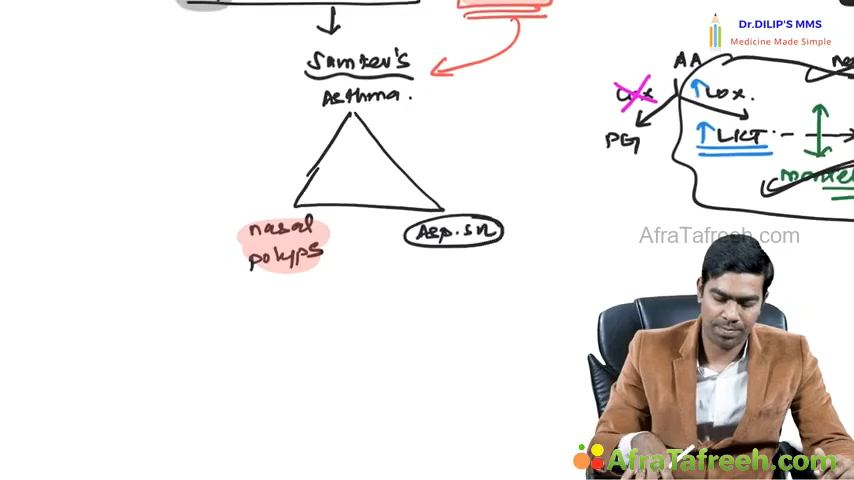 Dr.DILIP'S MMS
Medicine Made Simple
Samter's
Asthma.
nasal
polyps
Asp. sn
AA
Cox
↑ Lox.
PG
↑ LKT
AfraTafreeh.com
AfraTafreeh.com